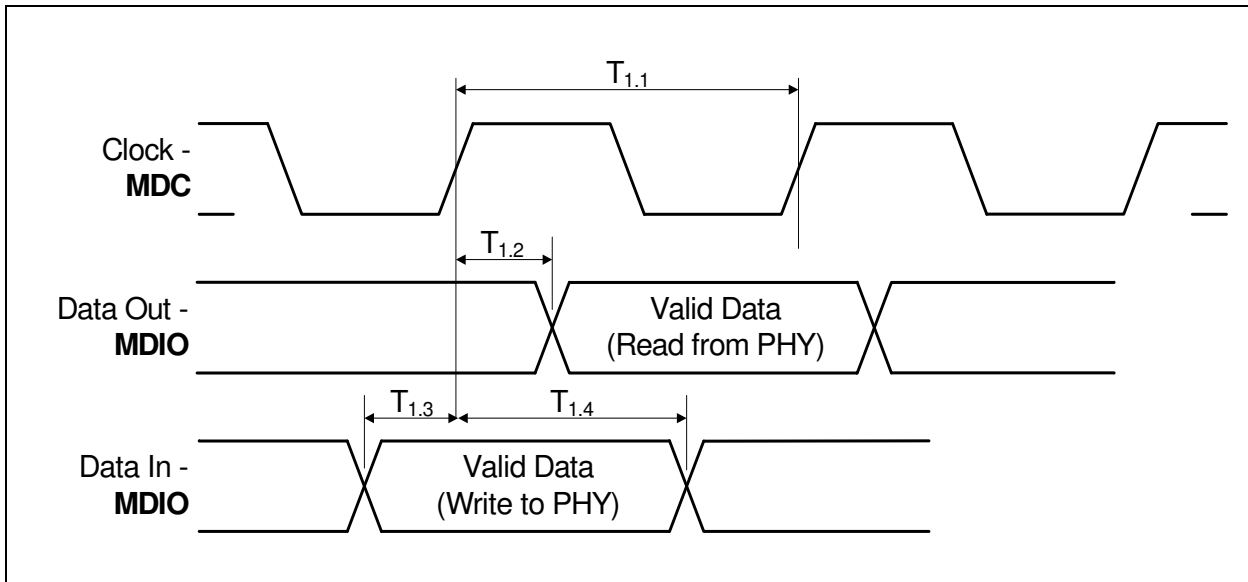 T1.1
Clock -
MDC
T1.2
Data Out -
MDIO
Valid Data
(Read from PHY)
T1.3
T1.4
Data In -
MDIO
Valid Data
(Write to PHY)